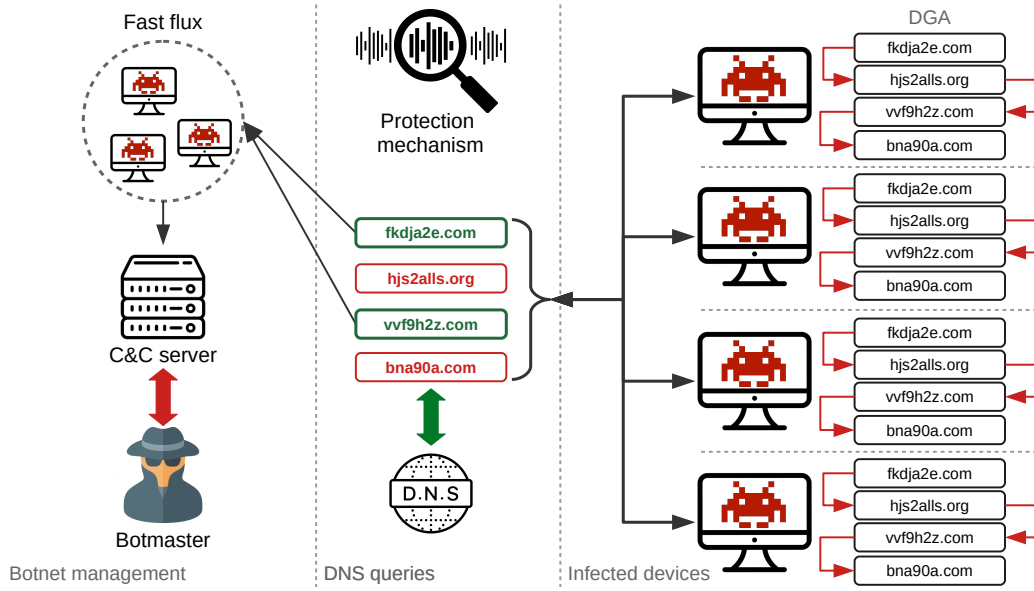 Fast flux
C&C server
Botmaster
Botnet management
Protection
mechanism
fkdja2e.com
hjs2alls.org
vvf9h2z.com
bna90a.com
D.N.S
DNS queries
DGA
fkdja2e.com
hjs2alls.org
vvf9h2z.com
bna90a.com
fkdja2e.com
hjs2alls.org
vvf9h2z.com
bna90a.com
fkdja2e.com
hjs2alls.org
vvf9h2z.com
bna90a.com
fkdja2e.com
hjs2alls.org
vvf9h2z.com
bna90a.com
Infected devices